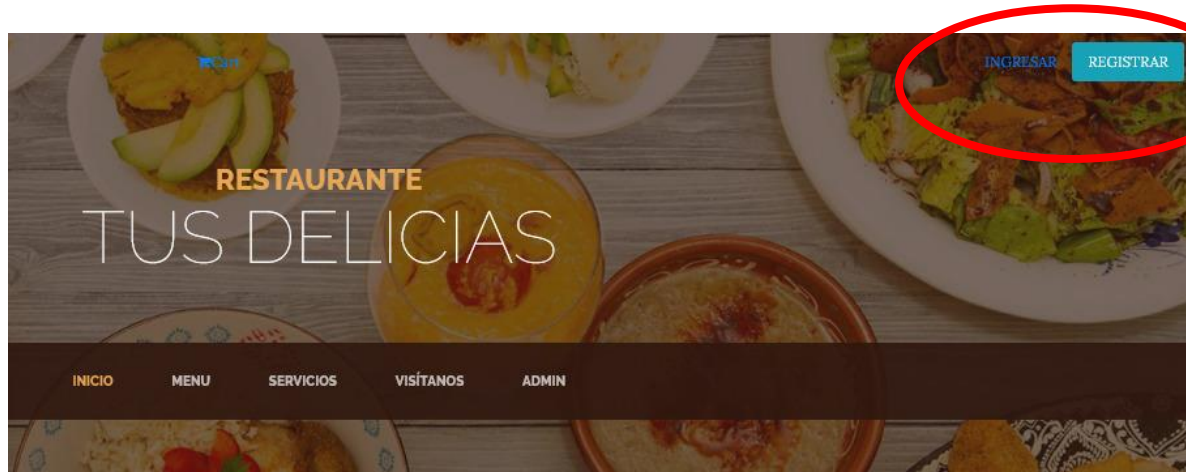 Cart
INGRESAR REGISTRAR
RESTAURANTE
TUS DELICIAS
INICIO MENU SERVICIOS VISÍTANOS ADMIN